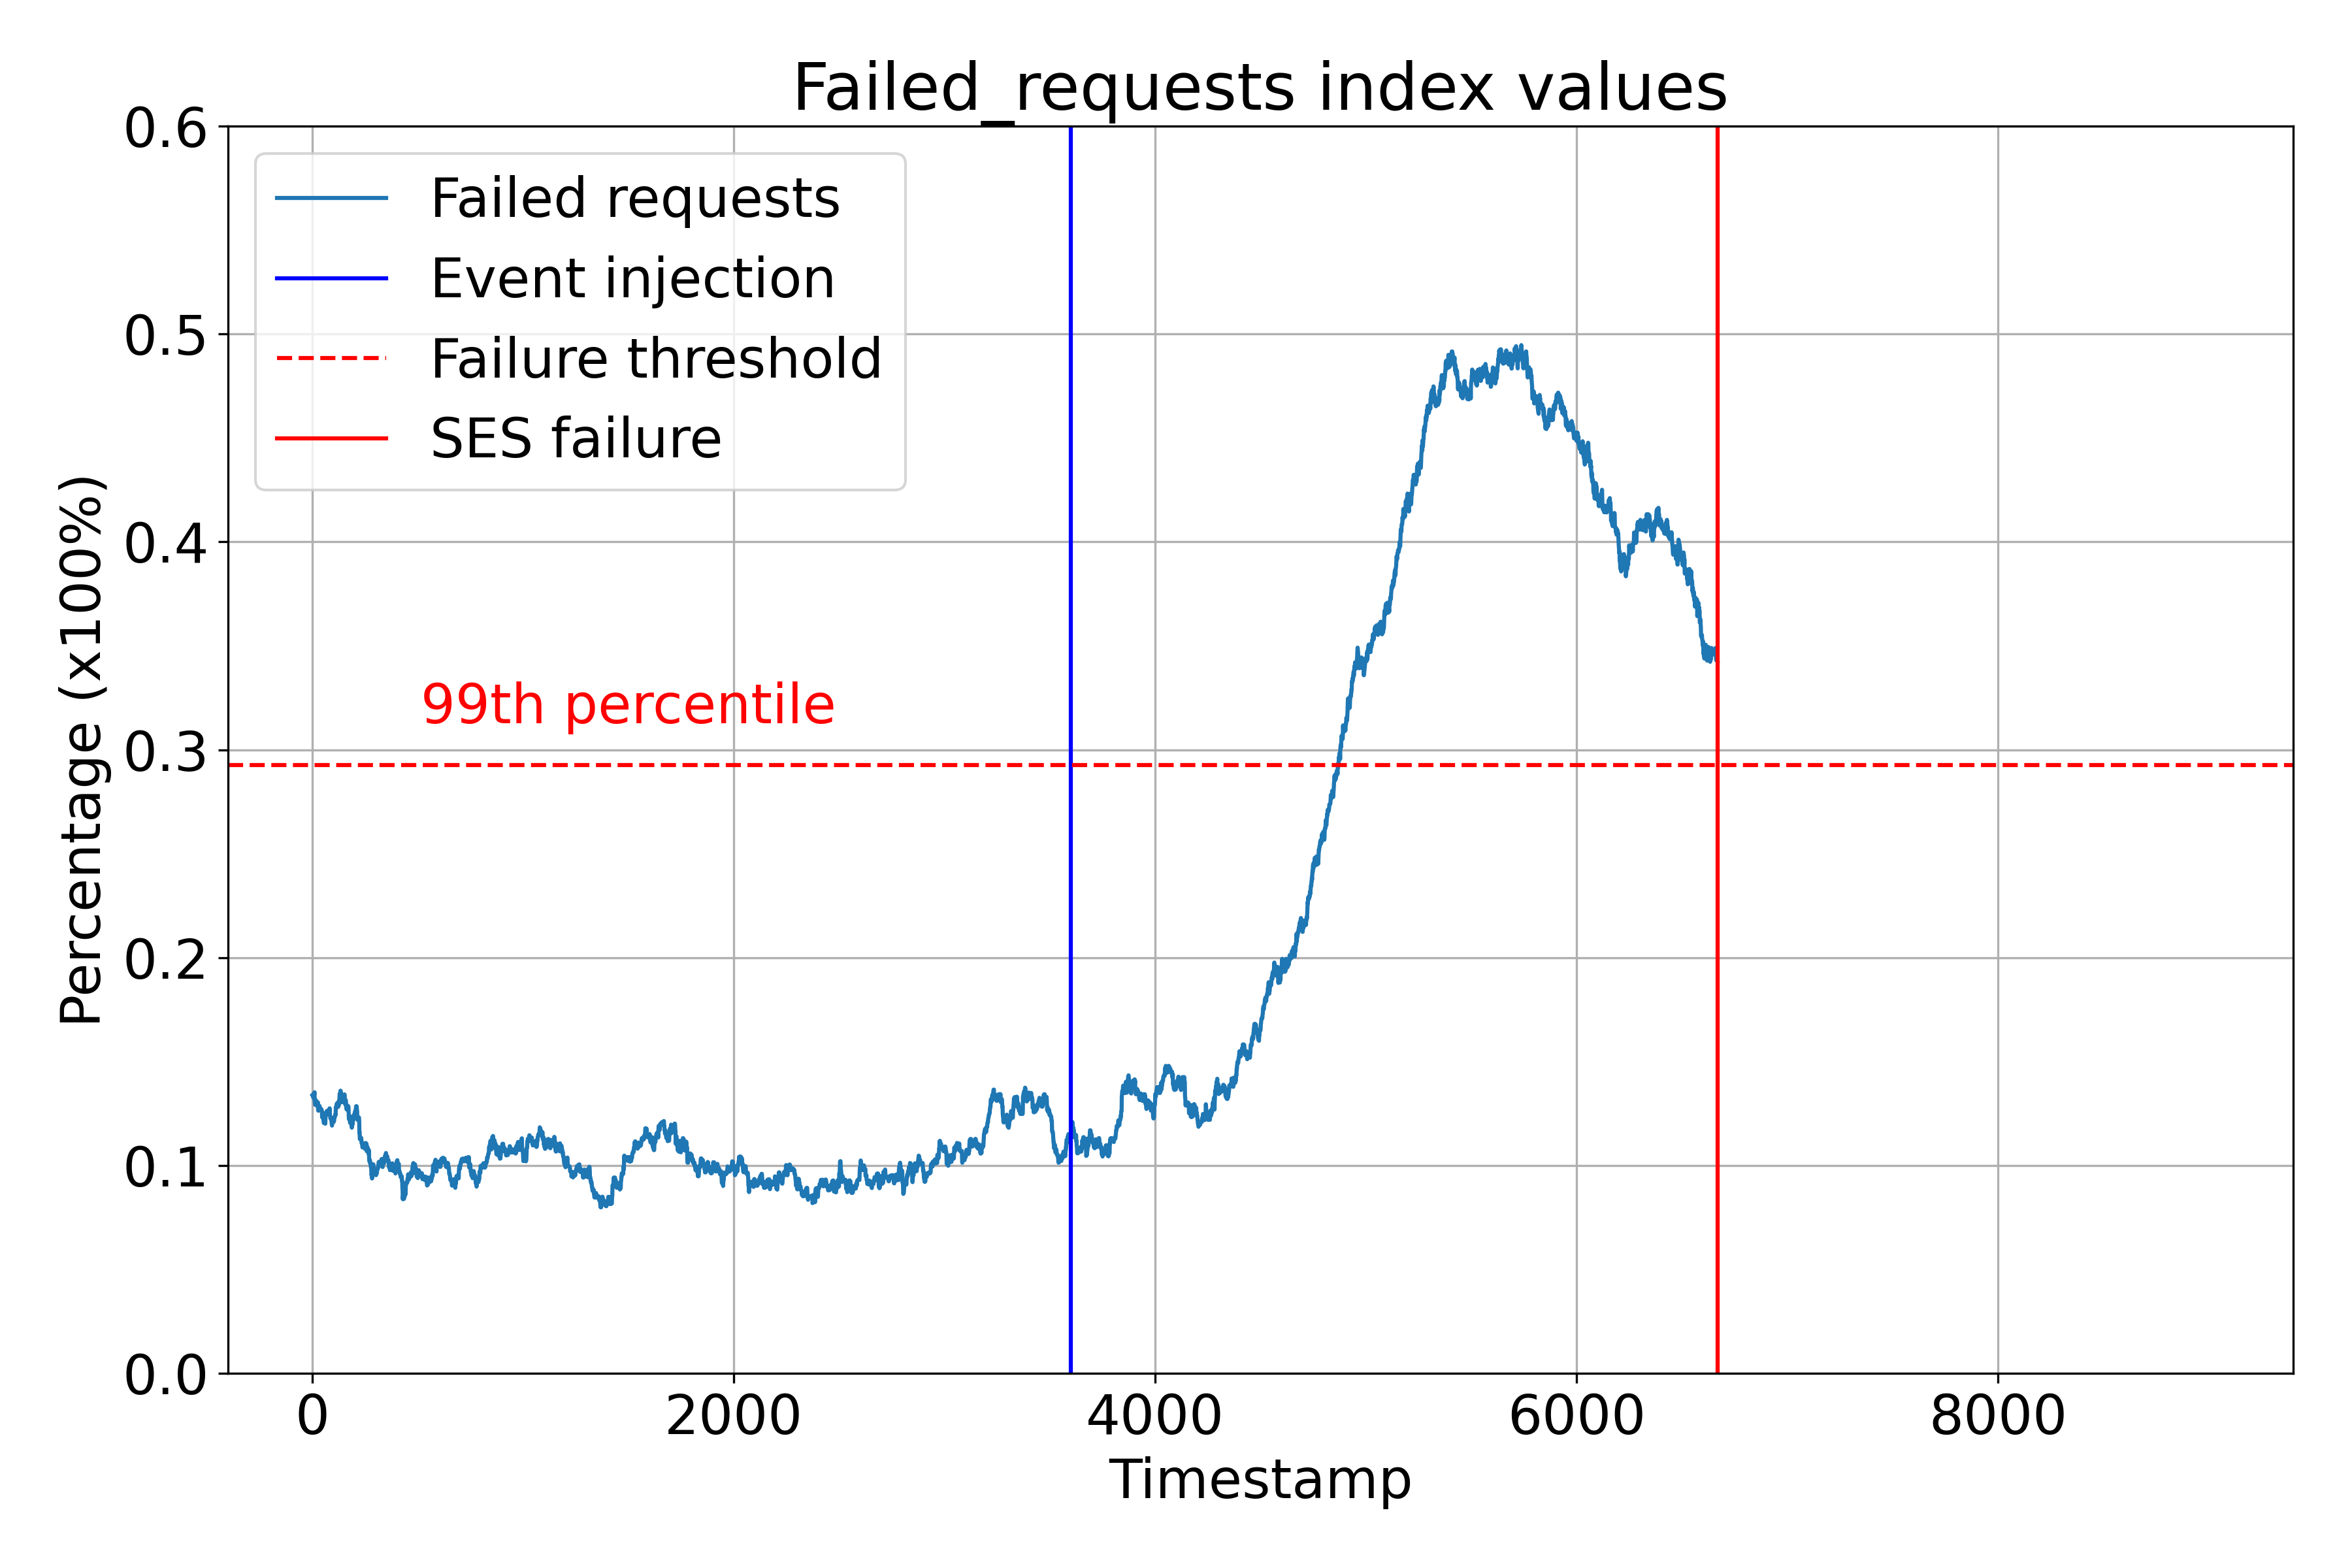 Failed_requests index values
Failed requests
Event injection
Failure threshold
SES failure
99th percentile
Percentage (x100%)
0.6
0.5
0.4
0.3
0.2
0.1
0.0
0 2000 4000 6000 8000
Timestamp